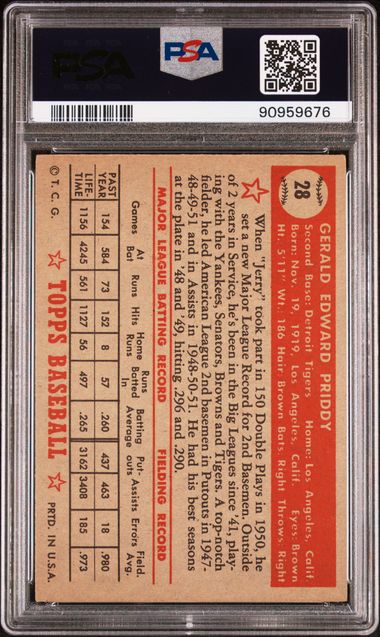 PSA
PSA
90959676
28
GERALD EDWARD PRIDDY
Second Base: Detroit Tigers Home: Los Angeles, Calif.
Born: Nov. 19, 1919, Los Angeles, Calif. Eyes: Brown
Ht. 5'11" Wt: 186 Hair Brown Bats: Right Throws: Right
When "Jerry" took part in 150 Double Plays in 1950, he
set a new Major League Record for 2nd Basemen. Outside
of 2 years in Service, he's been in the Big Leagues since '41, play-
ing with the Yankees, Senators, Browns and Tigers. A top-notch
fielder, he led American League 2nd basemen in Putouts in 1947-
48-49-51 and in Assists in 1948-50-51. He had his best seasons
at the plate in '48 and '49, hitting .296 and .290.
MAJOR LEAGUE BATTING RECORD FIELDING RECORD
Games At Bat Runs Hits Home Runs Runs Batted In Batting Average Put-outs Assists Errors Field. Avg.
PAST YEAR 154 584 73 152 8 57 .260 437 463 18 .980
LIFE-TIME 1156 4245 561 1127 56 497 .265 3162 3408 185 .973
© T. C. G. TOPPS BASEBALL PRTD. IN U.S.A.